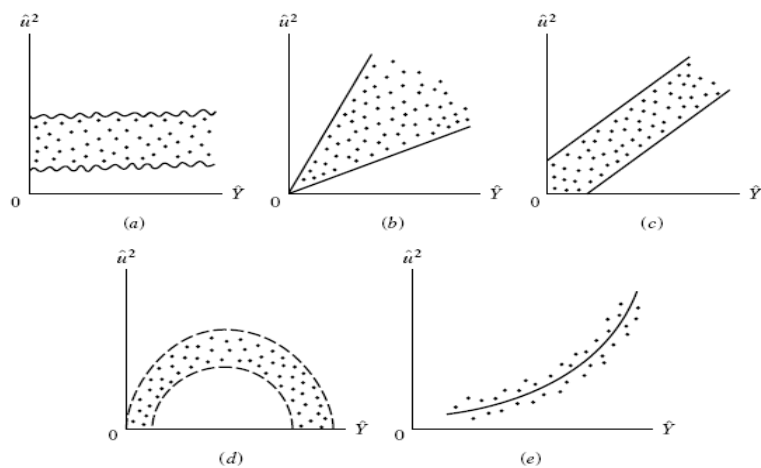 û² û² û²
0 Ŷ 0 Ŷ 0 Ŷ
(a) (b) (c)
û² û²
0 Ŷ 0 Ŷ
(d) (e)